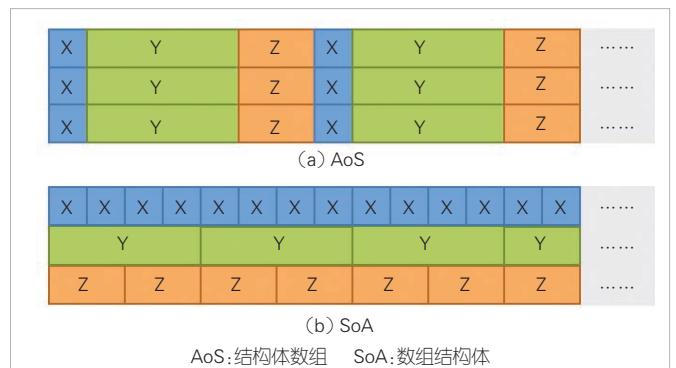 X Y Z X Y Z ……
X Y Z X Y Z ……
X Y Z X Y Z ……
（a）AoS
X X X X X X X X X X X X X X ……
Y Y Y Y ……
Z Z Z Z Z Z Z ……
（b）SoA
AoS：结构体数组 SoA：数组结构体